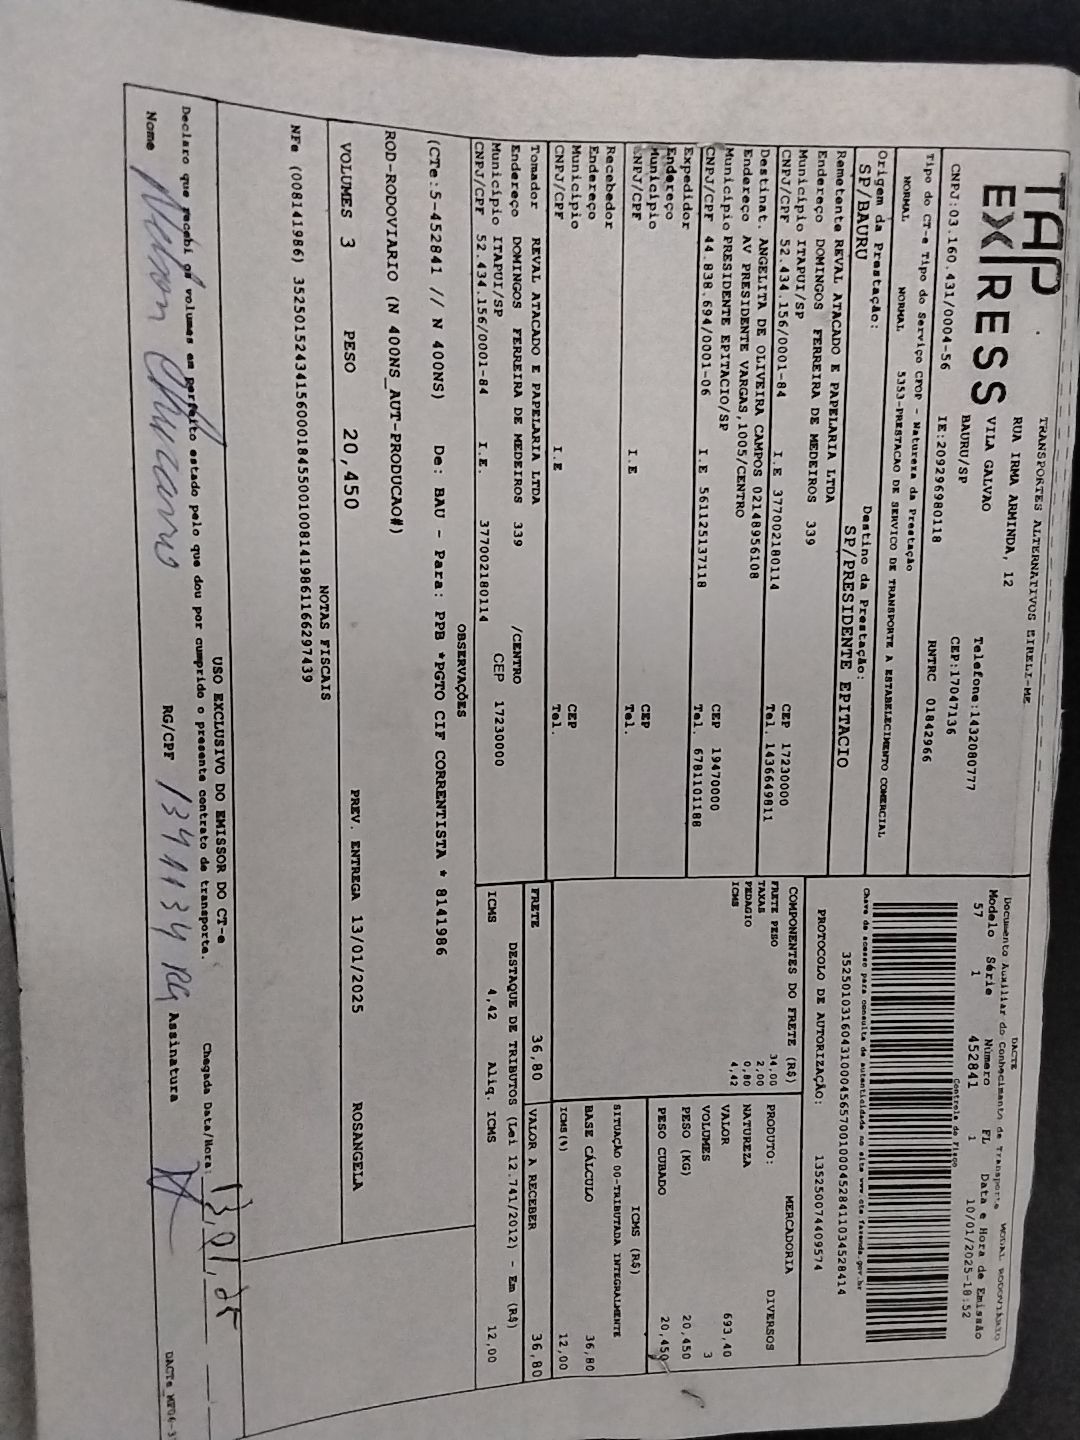 TAP EXPRESS
TRANSPORTES ALTERNATIVOS EIRELI-ME
RUA IRMA ARMINDA, 12
VILA GALVAO Telefone:1432080777
BAURU/SP CEP:17047136
CNPJ:03.160.431/0004-56 IE:209296980118 RNTRC 01842966
Tipo do CT-e Tipo do Serviço CFOP - Natureza da Prestação
NORMAL NORMAL 5353-PRESTACAO DE SERVICO DE TRANSPORTE A ESTABELECIMENTO COMERCIAL
Origem da Prestação: Destino da Prestação:
SP/BAURU SP/PRESIDENTE EPITACIO
Remetente REVAL ATACADO E PAPELARIA LTDA
Endereço DOMINGOS FERREIRA DE MEDEIROS 339
Município ITAPUI/SP CEP 17230000
CNPJ/CPF 52.434.156/0001-84 I.E 377002180114 Tel. 1436649811
Destinat. ANGELITA DE OLIVEIRA CAMPOS 02148956108
Endereço AV PRESIDENTE VARGAS,1005/CENTRO
Município PRESIDENTE EPITACIO/SP CEP 19470000
CNPJ/CPF 44.838.694/0001-06 I.E 561125137118 Tel. 6781101188
Expedidor
Endereço
Município CEP
CNPJ/CPF I.E Tel.
Recebedor
Endereço
Município CEP
CNPJ/CPF I.E Tel.
Tomador REVAL ATACADO E PAPELARIA LTDA
Endereço DOMINGOS FERREIRA DE MEDEIROS 339 /CENTRO
Município ITAPUI/SP CEP 17230000
CNPJ/CPF 52.434.156/0001-84 I.E. 377002180114
DACTE MODAL RODOVIARIO
Documento Auxiliar do Conhecimento de Transporte
Modelo Série Número FL Data e Hora de Emissão
57 1 452841 1 10/01/2025-18:52
Controle do Fisco
Chave de acesso para consulta de autenticidade no site www.cte.fazenda.gov.br
35250103160431000456570010004528411034528414
PROTOCOLO DE AUTORIZAÇÃO: 135250074409574
COMPONENTES DO FRETE (R$)
FRETE PESO 34,00
TAXAS 2,00
PEDAGIO 0,80
ICMS 4,42
MERCADORIA
PRODUTO: DIVERSOS
NATUREZA
VALOR 693,40
VOLUMES 3
PESO (KG) 20,450
PESO CUBADO 20,450
ICMS (R$)
SITUAÇÃO 00-TRIBUTADA INTEGRALMENTE
BASE CÁLCULO 36,80
ICMS(%) 12,00
FRETE 36,80 VALOR A RECEBER 36,80
DESTAQUE DE TRIBUTOS (Lei 12.741/2012) - Em (R$)
ICMS 4,42 Aliq. ICMS 12,00
OBSERVAÇÕES
(CTe:5-452841 // N 400NS) De: BAU - Para: PPB *PGTO CIF CORRENTISTA * 8141986
ROD-RODOVIARIO (N 400NS_AUT-PRODUCAO#)
VOLUMES 3 PESO 20,450 PREV. ENTREGA 13/01/2025 ROSANGELA
NOTAS FISCAIS
NFe (008141986) 35250152434156000184550010081419861166297439
USO EXCLUSIVO DO EMISSOR DO CT-e
Declaro que recebi os volumes em perfeito estado pelo que dou por cumprido o presente contrato de transporte. Chegada Data/Hora: 13,01,25
Nome RG/CPF 1341134 RG Assinatura